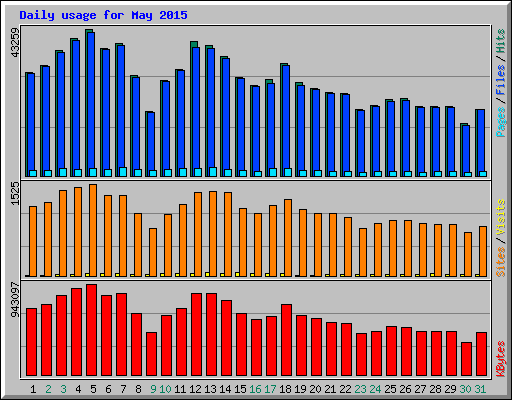 Daily usage for May 2015
43259
Pages/Files/Hits
1525
Sites/Visits
943097
KBytes
1 2 3 4 5 6 7 8 9 10 11 12 13 14 15 16 17 18 19 20 21 22 23 24 25 26 27 28 29 30 31